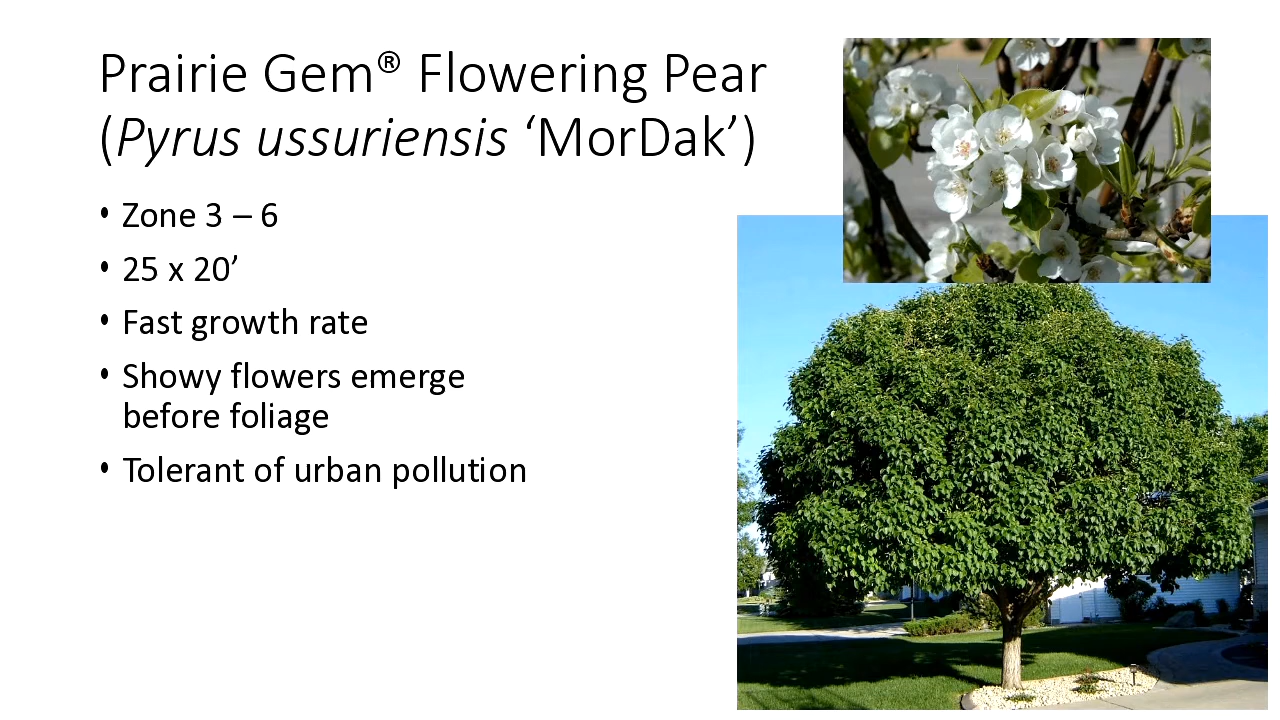 Prairie Gem® Flowering Pear
(Pyrus ussuriensis ‘MorDak’)
• Zone 3 – 6
• 25 x 20’
• Fast growth rate
• Showy flowers emerge
before foliage
• Tolerant of urban pollution